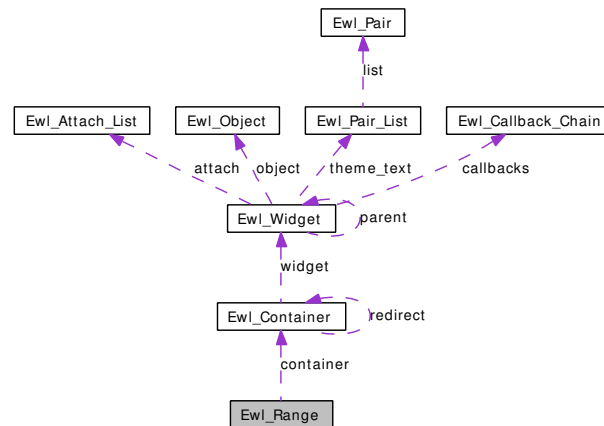 Ewl_Pair
list
Ewl_Attach_List
Ewl_Object
Ewl_Pair_List
Ewl_Callback_Chain
attach
object
theme_text
callbacks
Ewl_Widget
parent
widget
Ewl_Container
redirect
container
Ewl_Range